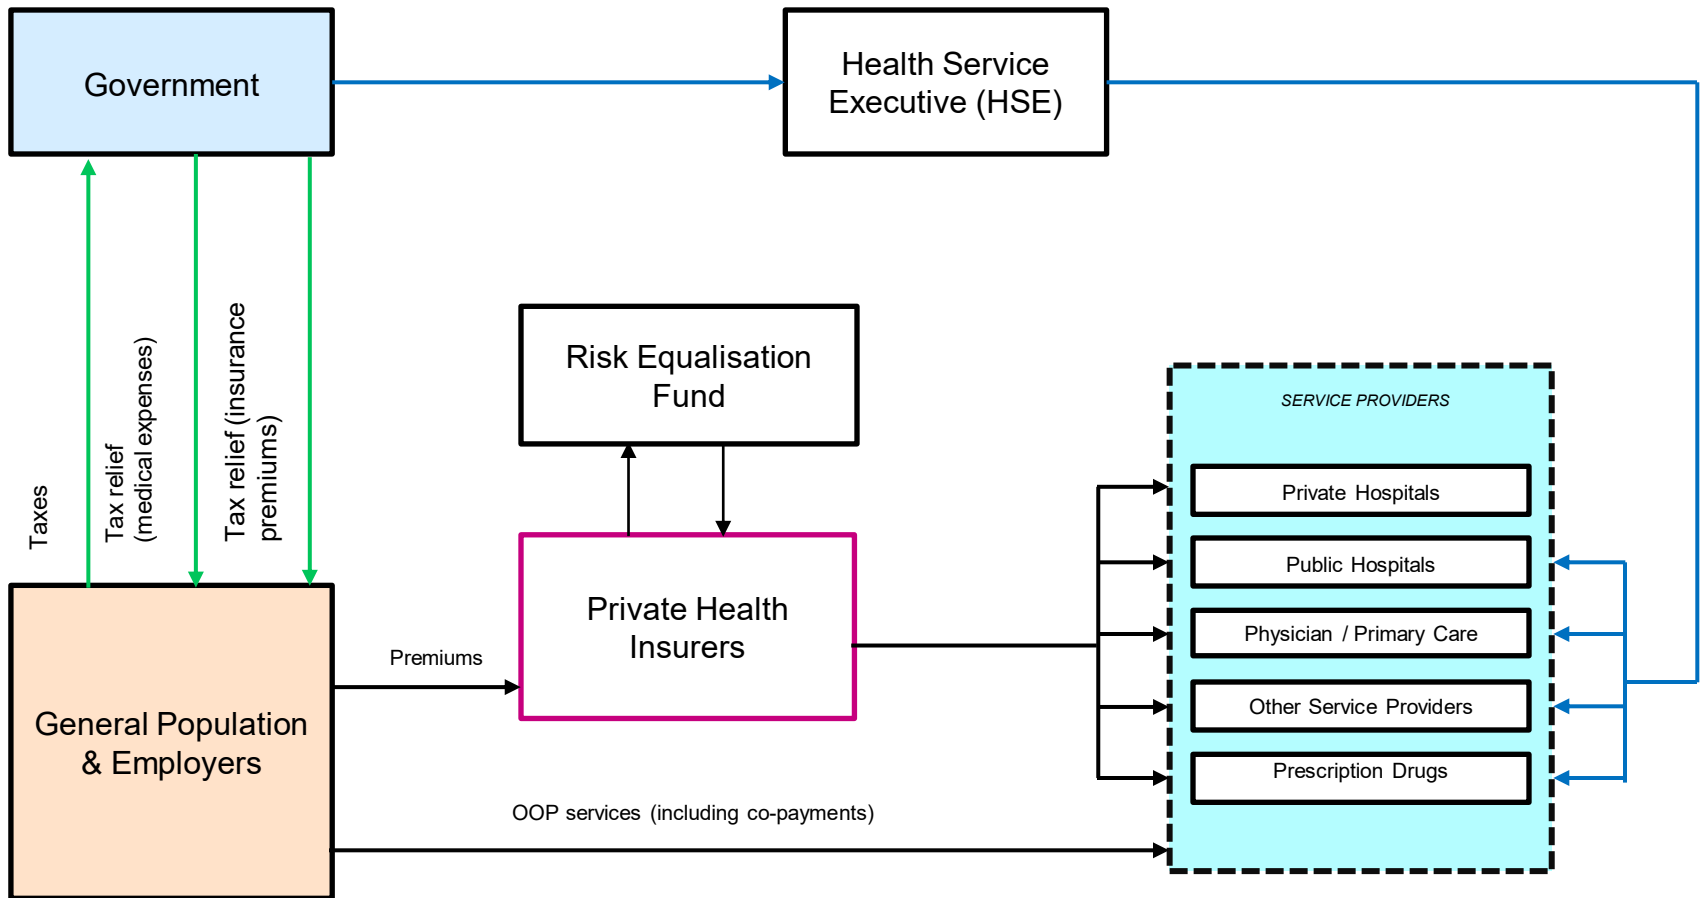 Government
Health Service
Executive (HSE)
Taxes
Tax relief
(medical expenses)
Tax relief (insurance
premiums)
Risk Equalisation
Fund
SERVICE PROVIDERS
Private Hospitals
Public Hospitals
Physician / Primary Care
Other Service Providers
Prescription Drugs
Private Health
Insurers
Premiums
General Population
& Employers
OOP services (including co-payments)